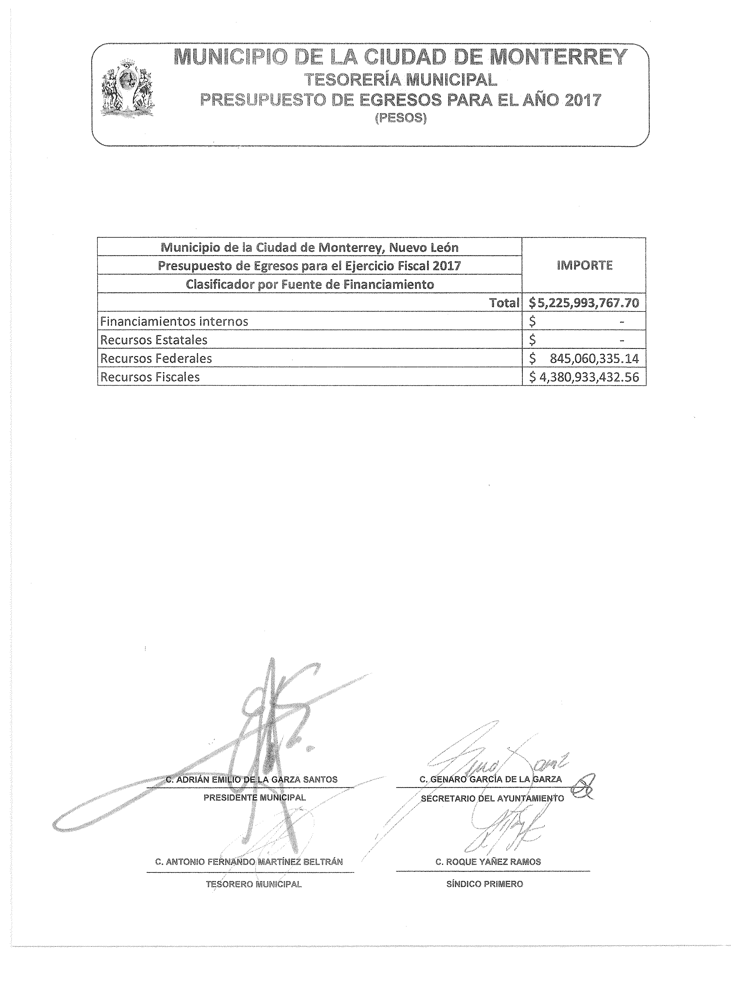 MUNICIPIO DE LA CIUDAD DE MONTERREY
TESORERÍA MUNICIPAL
PRESUPUESTO DE EGRESOS PARA EL AÑO 2017
(PESOS)
Municipio de la Ciudad de Monterrey, Nuevo León
Presupuesto de Egresos para el Ejercicio Fiscal 2017
IMPORTE
Clasificador por Fuente de Financiamiento
Total $ 5,225,993,767.70
Financiamientos internos $ -
Recursos Estatales $ -
Recursos Federales $ 845,060,335.14
Recursos Fiscales $ 4,380,933,432.56
C. ADRIÁN EMILIO DE LA GARZA SANTOS
PRESIDENTE MUNICIPAL
C. GENARO GARCÍA DE LA GARZA
SECRETARIO DEL AYUNTAMIENTO
C. ANTONIO FERNANDO MARTÍNEZ BELTRÁN
TESORERO MUNICIPAL
C. ROQUE YAÑEZ RAMOS
SÍNDICO PRIMERO